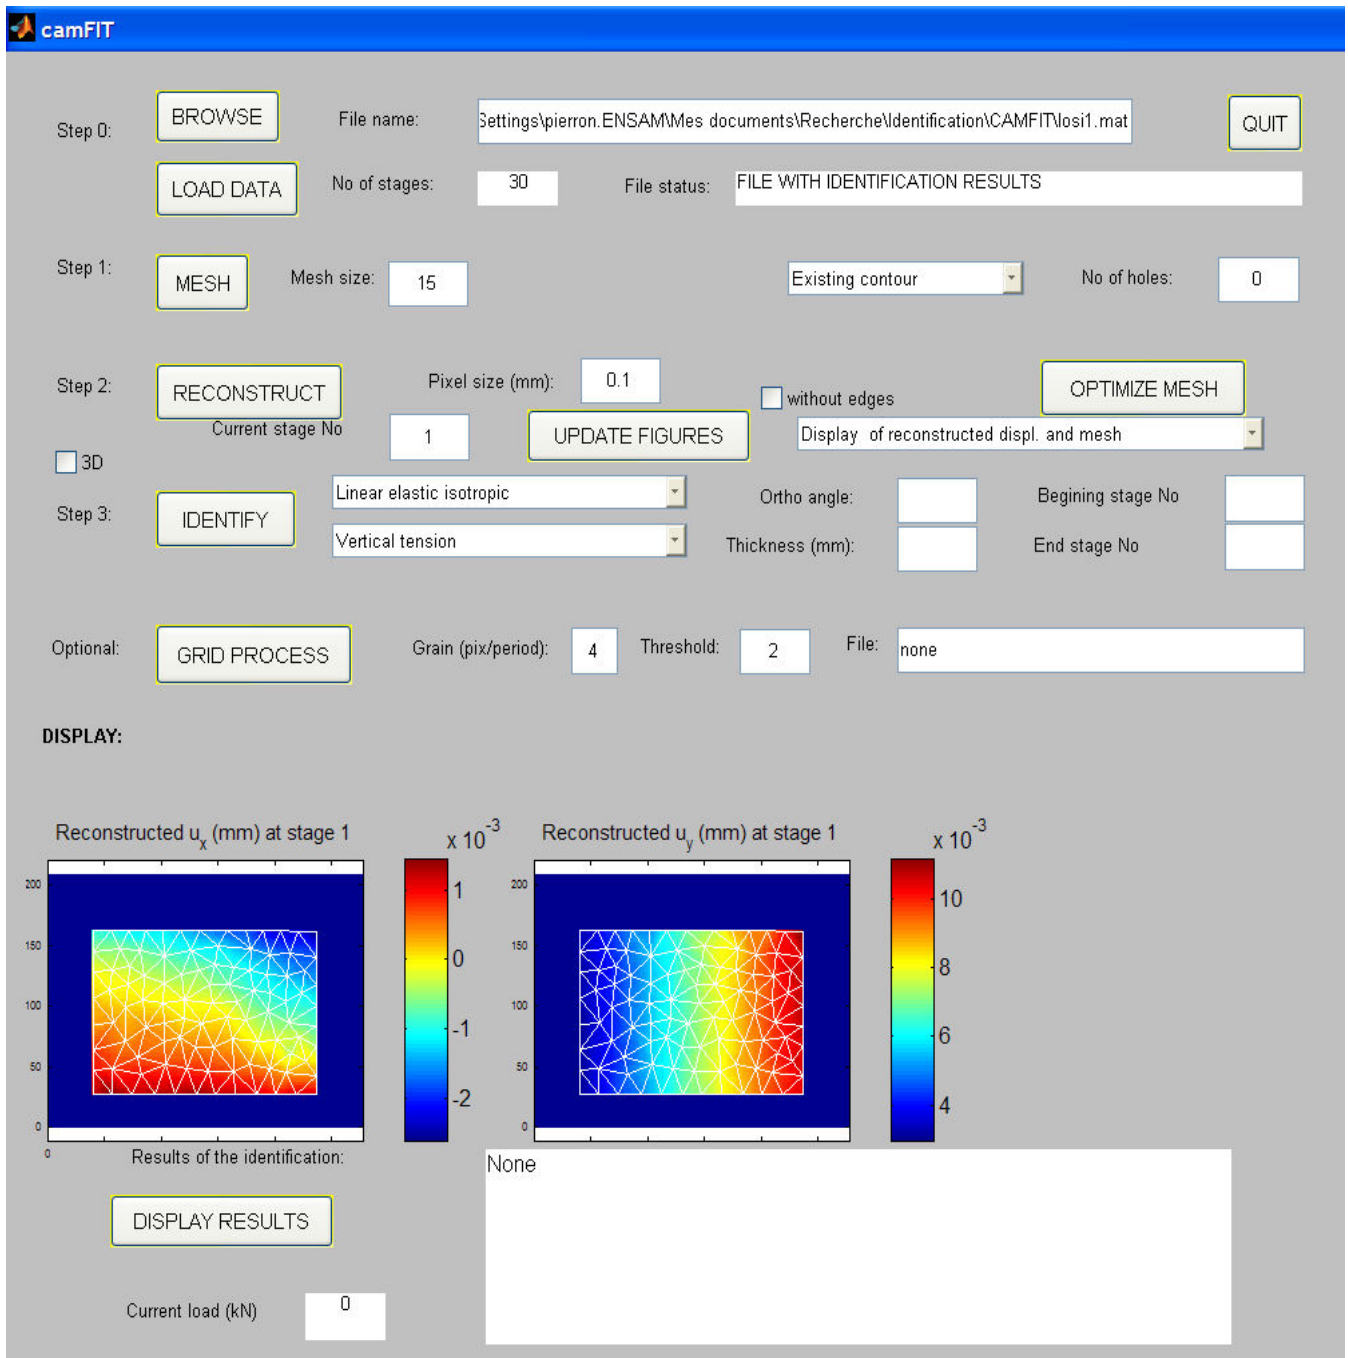 camFIT
Step 0:
BROWSE
File name:
Settings\pierron.ENSAM\Mes documents\Recherche\Identification\CAMFIT\Iosi1.mat
QUIT
LOAD DATA
No of stages:
30
File status:
FILE WITH IDENTIFICATION RESULTS
Step 1:
MESH
Mesh size:
15
Existing contour
No of holes:
0
Step 2:
RECONSTRUCT
Pixel size (mm):
0.1
without edges
OPTIMIZE MESH
Current stage No
1
UPDATE FIGURES
Display of reconstructed displ. and mesh
3D
Step 3:
IDENTIFY
Linear elastic isotropic
Ortho angle:
Begining stage No
Vertical tension
Thickness (mm):
End stage No
Optional:
GRID PROCESS
Grain (pix/period):
4
Threshold:
2
File:
none
DISPLAY:
Reconstructed u_x (mm) at stage 1
x 10^-3
200
150
100
50
0
0
1
0
-1
-2
Reconstructed u_y (mm) at stage 1
x 10^-3
200
150
100
50
0
10
8
6
4
Results of the identification:
None
DISPLAY RESULTS
Current load (kN)
0